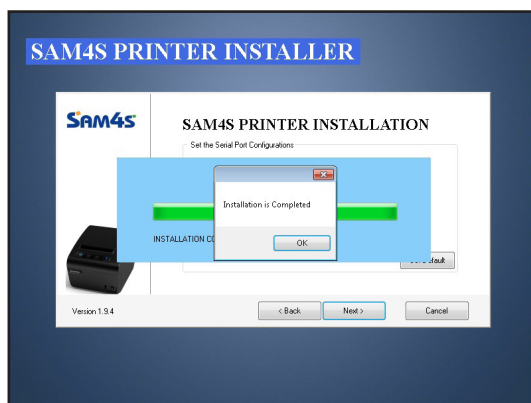 SAM4S PRINTER INSTALLER
SAM4S
SAM4S PRINTER INSTALLATION
Set the Serial Port Configurations
Installation is Completed
INSTALLATION
OK
Version 1.9.4
< Back
Next >
Cancel